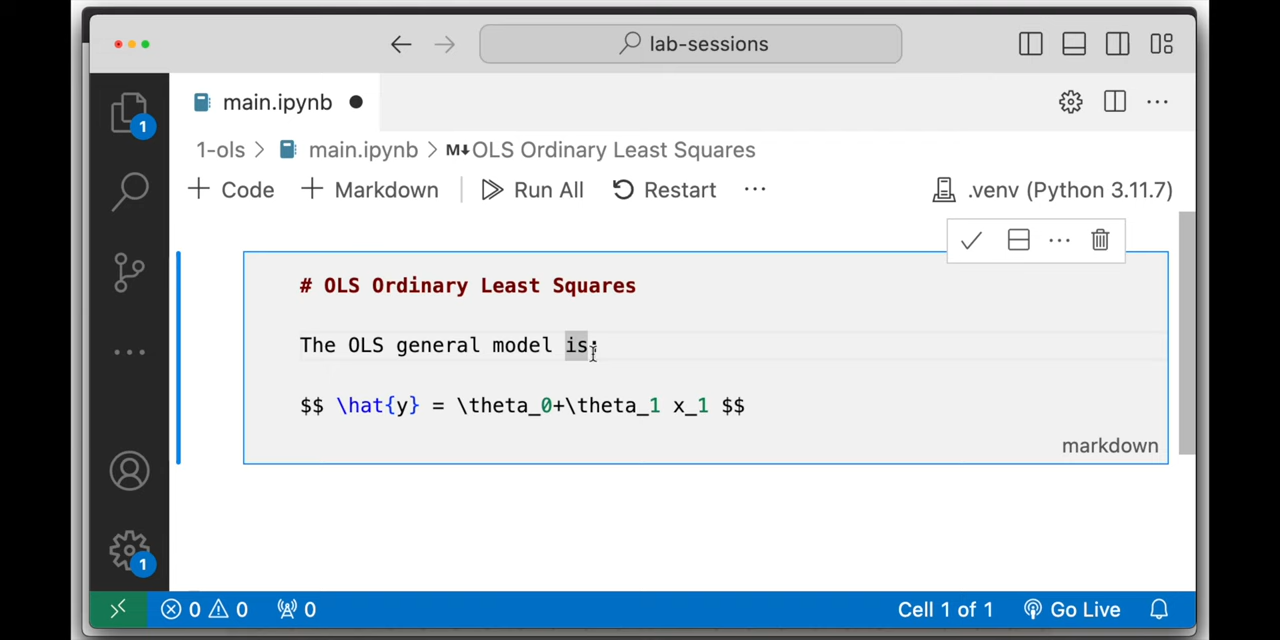 lab-sessions
main.ipynb
1
1-ols > main.ipynb > M↓OLS Ordinary Least Squares
+ Code + Markdown Run All Restart ··· .venv (Python 3.11.7)
# OLS Ordinary Least Squares
The OLS general model is:
$$ \hat{y} = \theta_0+\theta_1 x_1 $$
markdown
1
0 0 0 Cell 1 of 1 Go Live